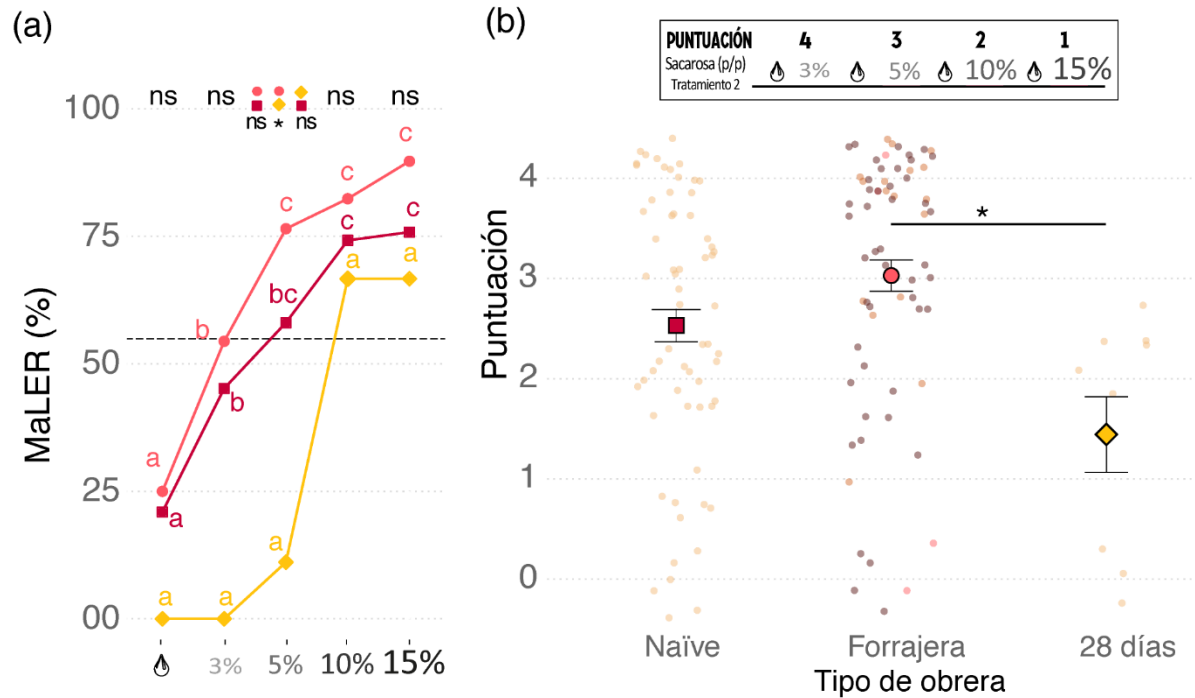 (a)
ns ns ns ns
ns * ns
100
75
50
25
00
MaLER (%)
c
c
c
c
c
b
bc
b
a
a
a
a
a
a
a
3% 5% 10% 15%
(b)
PUNTUACIÓN 4 3 2 1
Sacarosa (p/p) 3% 5% 10% 15%
Tratamiento 2
4
3
2
1
0
Puntuación
*
Naïve Forrajera 28 días
Tipo de obrera